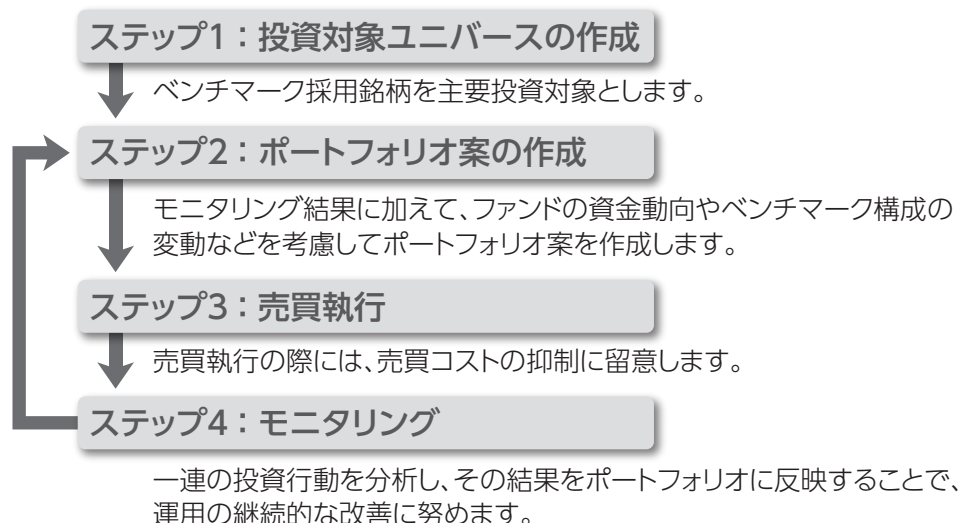 ステップ1：投資対象ユニバースの作成
ベンチマーク採用銘柄を主要投資対象とします。
ステップ2：ポートフォリオ案の作成
モニタリング結果に加えて、ファンドの資金動向やベンチマーク構成の
変動などを考慮してポートフォリオ案を作成します。
ステップ3：売買執行
売買執行の際には、売買コストの抑制に留意します。
ステップ4：モニタリング
一連の投資行動を分析し、その結果をポートフォリオに反映することで、
運用の継続的な改善に努めます。